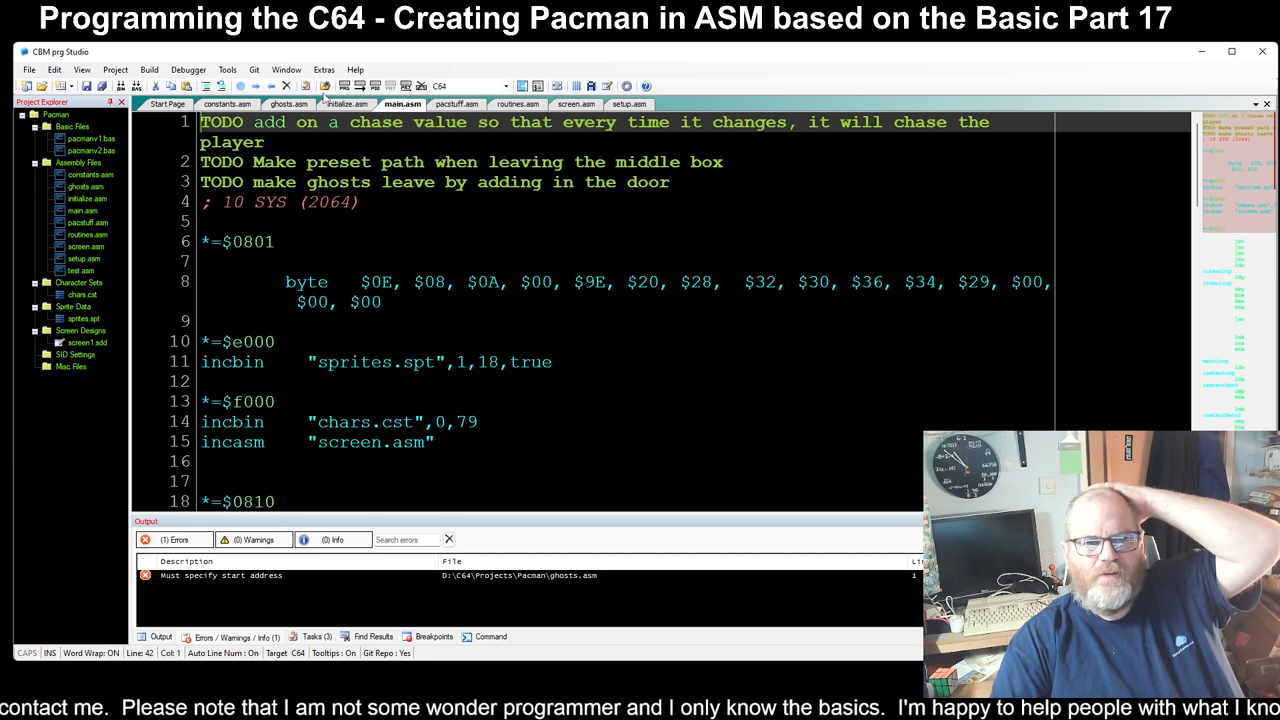 Programming the C64 - Creating Pacman in ASM based on the Basic Part 17
CBM prg Studio
File Edit View Project Build Debugger Tools Git Window Extras Help
C64
Project Explorer
Start Page constants.asm ghosts.asm initialize.asm main.asm pacstuff.asm routines.asm screen.asm setup.asm
Pacman
Basic Files
pacmanv1.bas
pacmanv2.bas
Assembly Files
constants.asm
ghosts.asm
initialize.asm
main.asm
pacstuff.asm
routines.asm
screen.asm
setup.asm
test.asm
Character Sets
chars.cst
Sprite Data
sprites.spt
Screen Designs
screen1.sdd
SID Settings
Misc Files
1 TODO add on a chase value so that every time it changes, it will chase the
player
2 TODO Make preset path when leaving the middle box
3 TODO make ghosts leave by adding in the door
4 ; 10 SYS (2064)
5
6 *=$0801
7
8 byte $0E, $08, $0A, $00, $9E, $20, $28, $32, $30, $36, $34, $29, $00,
$00, $00
9
10 *=$e000
11 incbin "sprites.spt",1,18,true
12
13 *=$f000
14 incbin "chars.cst",0,79
15 incasm "screen.asm"
16
17
18 *=$0810
Output
(1) Errors (0) Warnings (0) Info Search errors
Description File
Must specify start address D:\C64\Projects\Pacman\ghosts.asm 1
Output Errors / Warnings / Info (1) Tasks (3) Find Results Breakpoints Command
CAPS INS Word Wrap: ON Line: 42 Col: 1 Auto Line Num : On Target C64 Tooltips : On Git Repo : Yes
contact me. Please note that I am not some wonder programmer and I only know the basics. I'm happy to help people with what I kno